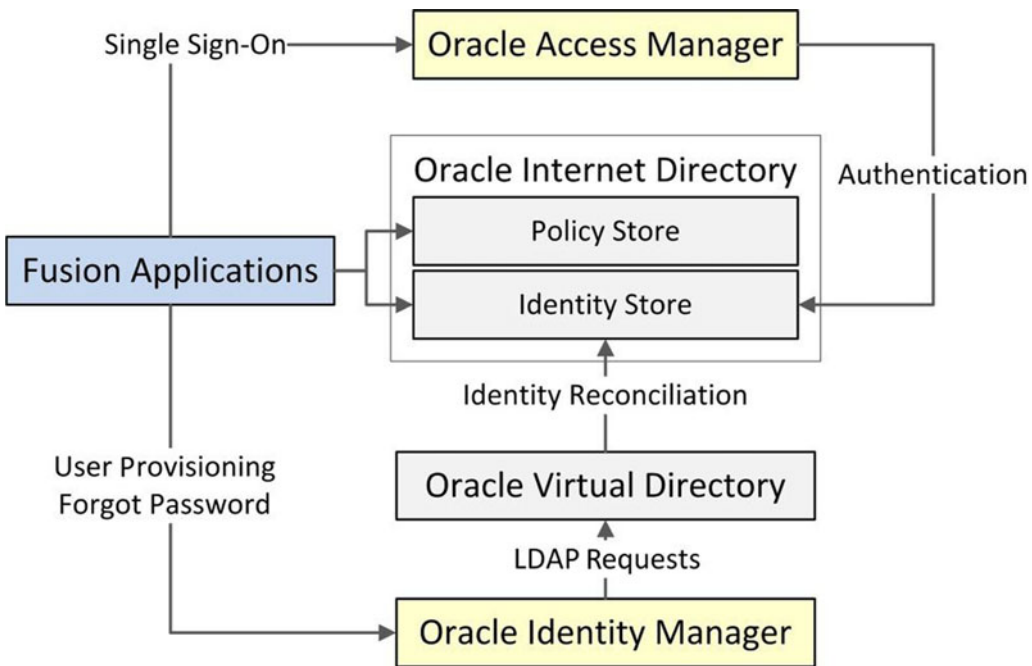 Single Sign-On
Oracle Access Manager
Oracle Internet Directory
Authentication
Policy Store
Fusion Applications
Identity Store
Identity Reconciliation
User Provisioning
Forgot Password
Oracle Virtual Directory
LDAP Requests
Oracle Identity Manager